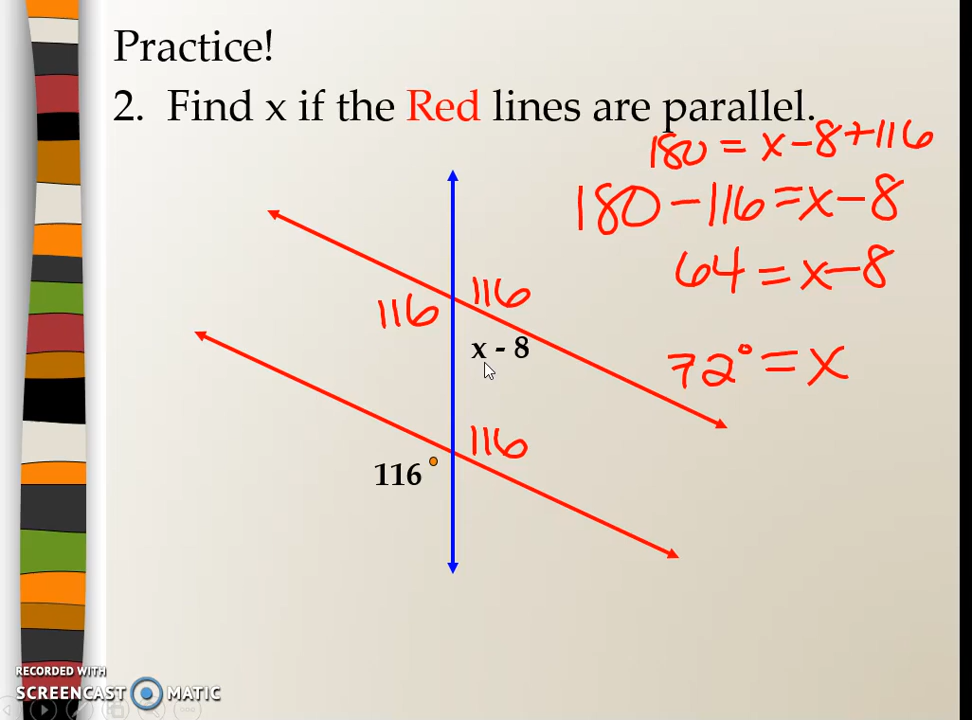 Practice!
2. Find x if the Red lines are parallel.
180 = x - 8 + 116
180 - 116 = x - 8
64 = x - 8
72° = x
116 116
x - 8
116
116°
RECORDED WITH
SCREENCAST MATIC